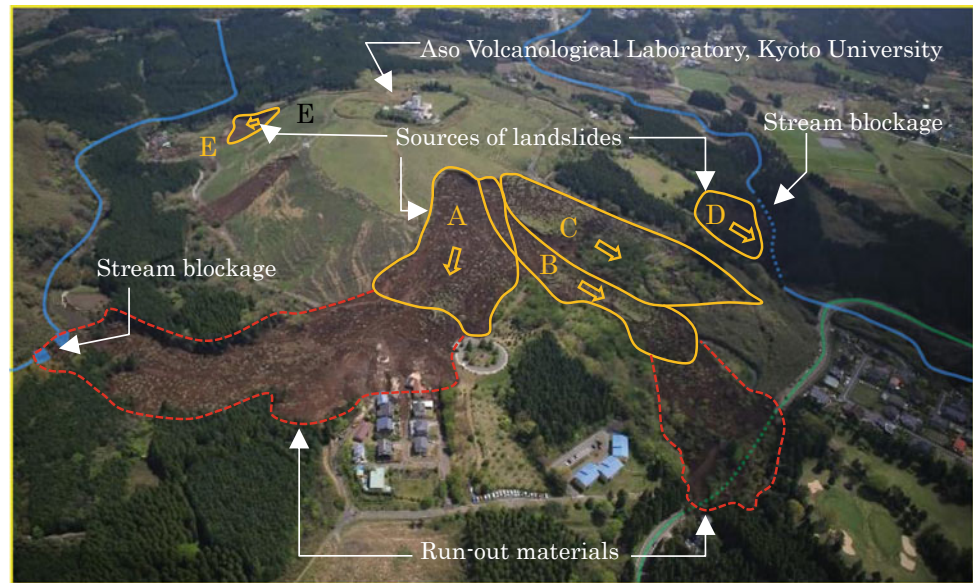 Aso Volcanological Laboratory, Kyoto University
E
Sources of landslides
Stream blockage
E
A
D
C
B
Stream blockage
Run-out materials